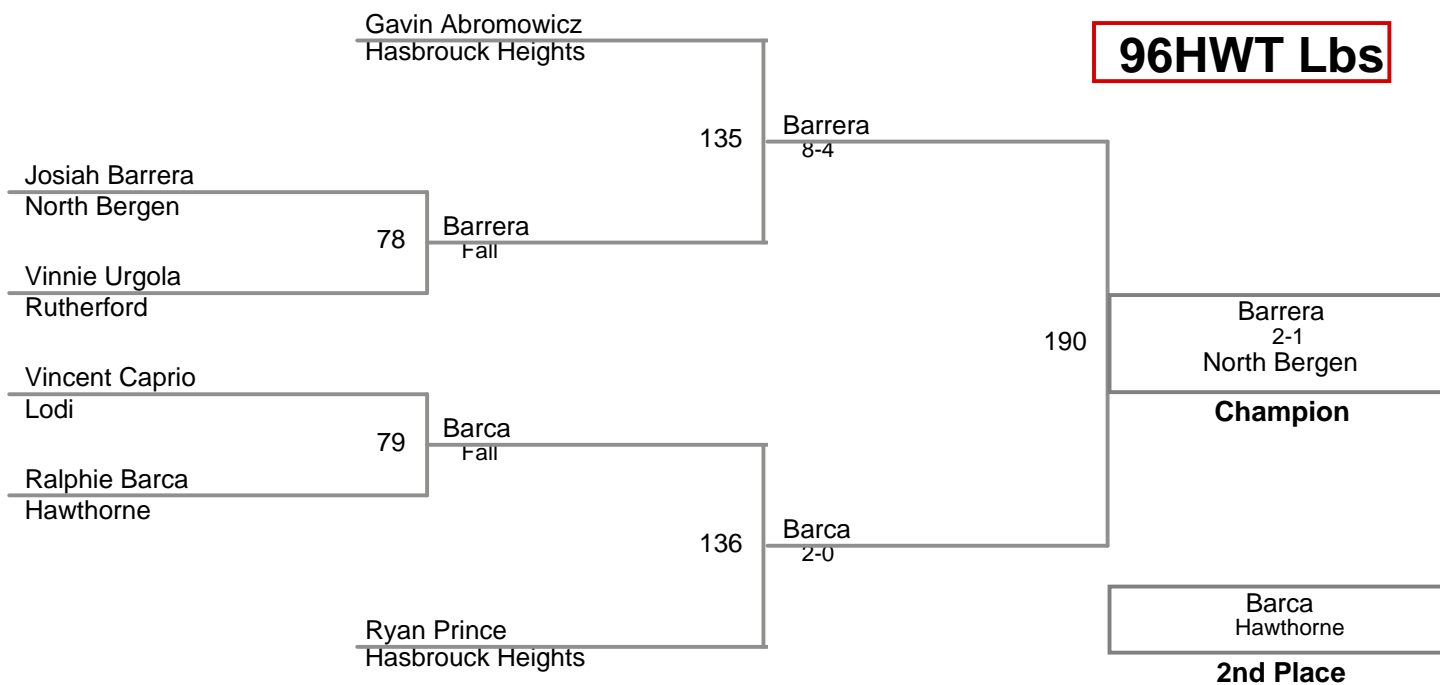 Gavin Abromowicz
Hasbrouck Heights
96HWT Lbs
135
Barrera
8-4
Josiah Barrera
North Bergen
78
Barrera
Fall
Vinnie Urgola
Rutherford
190
Barrera
2-1
North Bergen
Champion
Vincent Caprio
Lodi
79
Barca
Fall
Ralphie Barca
Hawthorne
136
Barca
2-0
Ryan Prince
Hasbrouck Heights
Barca
Hawthorne
2nd Place